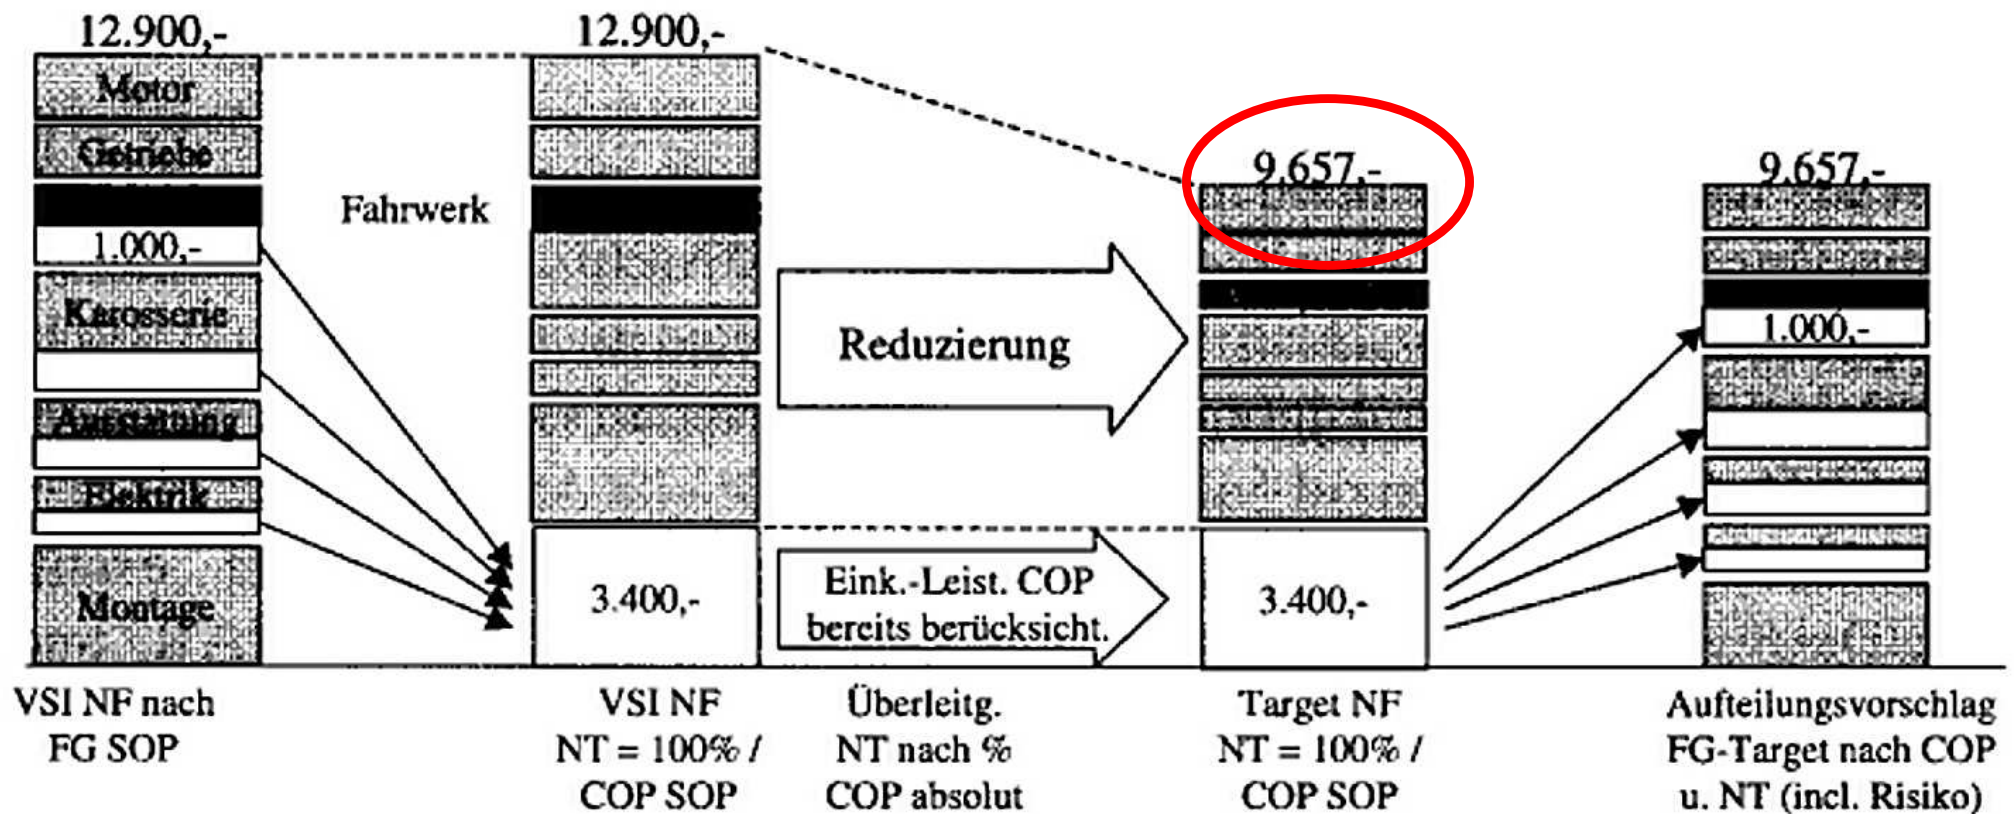 12.900,-
Motor
Getriebe
1.000,-
Karosserie
Ausstattung
Elektrik
Montage
VSI NF nach
FG SOP
Fahrwerk
12.900,-
3.400,-
VSI NF
NT = 100% /
COP SOP
Reduzierung
Eink.-Leist. COP
bereits berücksicht.
Überleitg.
NT nach %
COP absolut
9.657,-
3.400,-
Target NF
NT = 100% /
COP SOP
9.657,-
1.000,-
Aufteilungsvorschlag
FG-Target nach COP
u. NT (incl. Risiko)